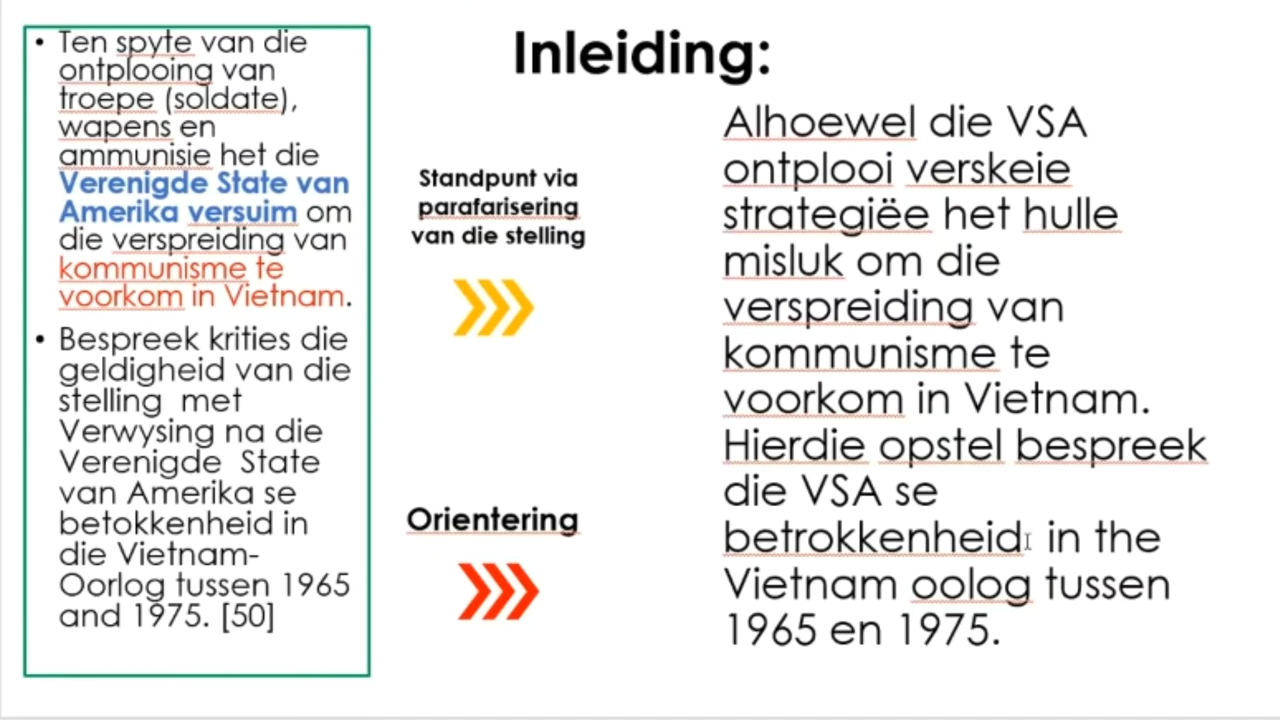 Inleiding:
• Ten spyte van die
ontplooing van
troepe (soldate),
wapens en
ammunisie het die
Verenigde State van
Amerika versuim om
die verspreiding van
kommunisme te
voorkom in Vietnam.
• Bespreek krities die
geldigheid van die
stelling met
Verwysing na die
Verenigde State
van Amerika se
betokkenheid in
die Vietnam-
Oorlog tussen 1965
and 1975. [50]
Standpunt via
parafarisering
van die stelling
Orientering
Alhoewel die VSA
ontplooi verskeie
strategiëe het hulle
misluk om die
verspreiding van
kommunisme te
voorkom in Vietnam.
Hierdie opstel bespreek
die VSA se
betrokkenheid in the
Vietnam oolog tussen
1965 en 1975.